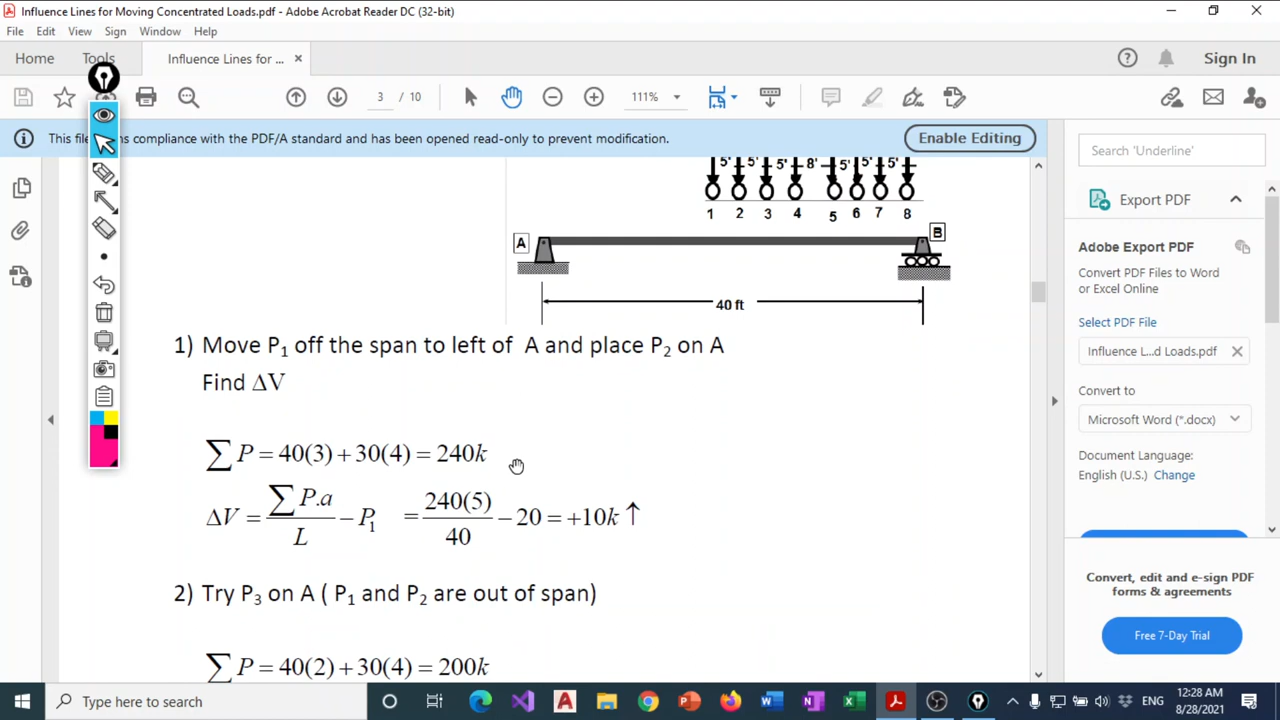 Influence Lines for Moving Concentrated Loads.pdf - Adobe Acrobat Reader DC (32-bit)
File Edit View Sign Window Help
Home Tools Influence Lines for ... × Sign In
3 / 10 111%
This file compliance with the PDF/A standard and has been opened read-only to prevent modification. Enable Editing
5' 5' 5' 8' 5' 5' 5'
1 2 3 4 5 6 7 8
A B
40 ft
1) Move P₁ off the span to left of A and place P₂ on A
Find ΔV
∑P = 40(3) + 30(4) = 240k
ΔV = ∑P.a / L − P₁ = 240(5) / 40 − 20 = +10k ↑
2) Try P₃ on A ( P₁ and P₂ are out of span)
∑P = 40(2) + 30(4) = 200k
Search 'Underline'
Export PDF
Adobe Export PDF
Convert PDF Files to Word
or Excel Online
Select PDF File
Influence L...d Loads.pdf ×
Convert to
Microsoft Word (*.docx)
Document Language:
English (U.S.) Change
Convert, edit and e-sign PDF
forms & agreements
Free 7-Day Trial
Type here to search
ENG
12:28 AM
8/28/2021